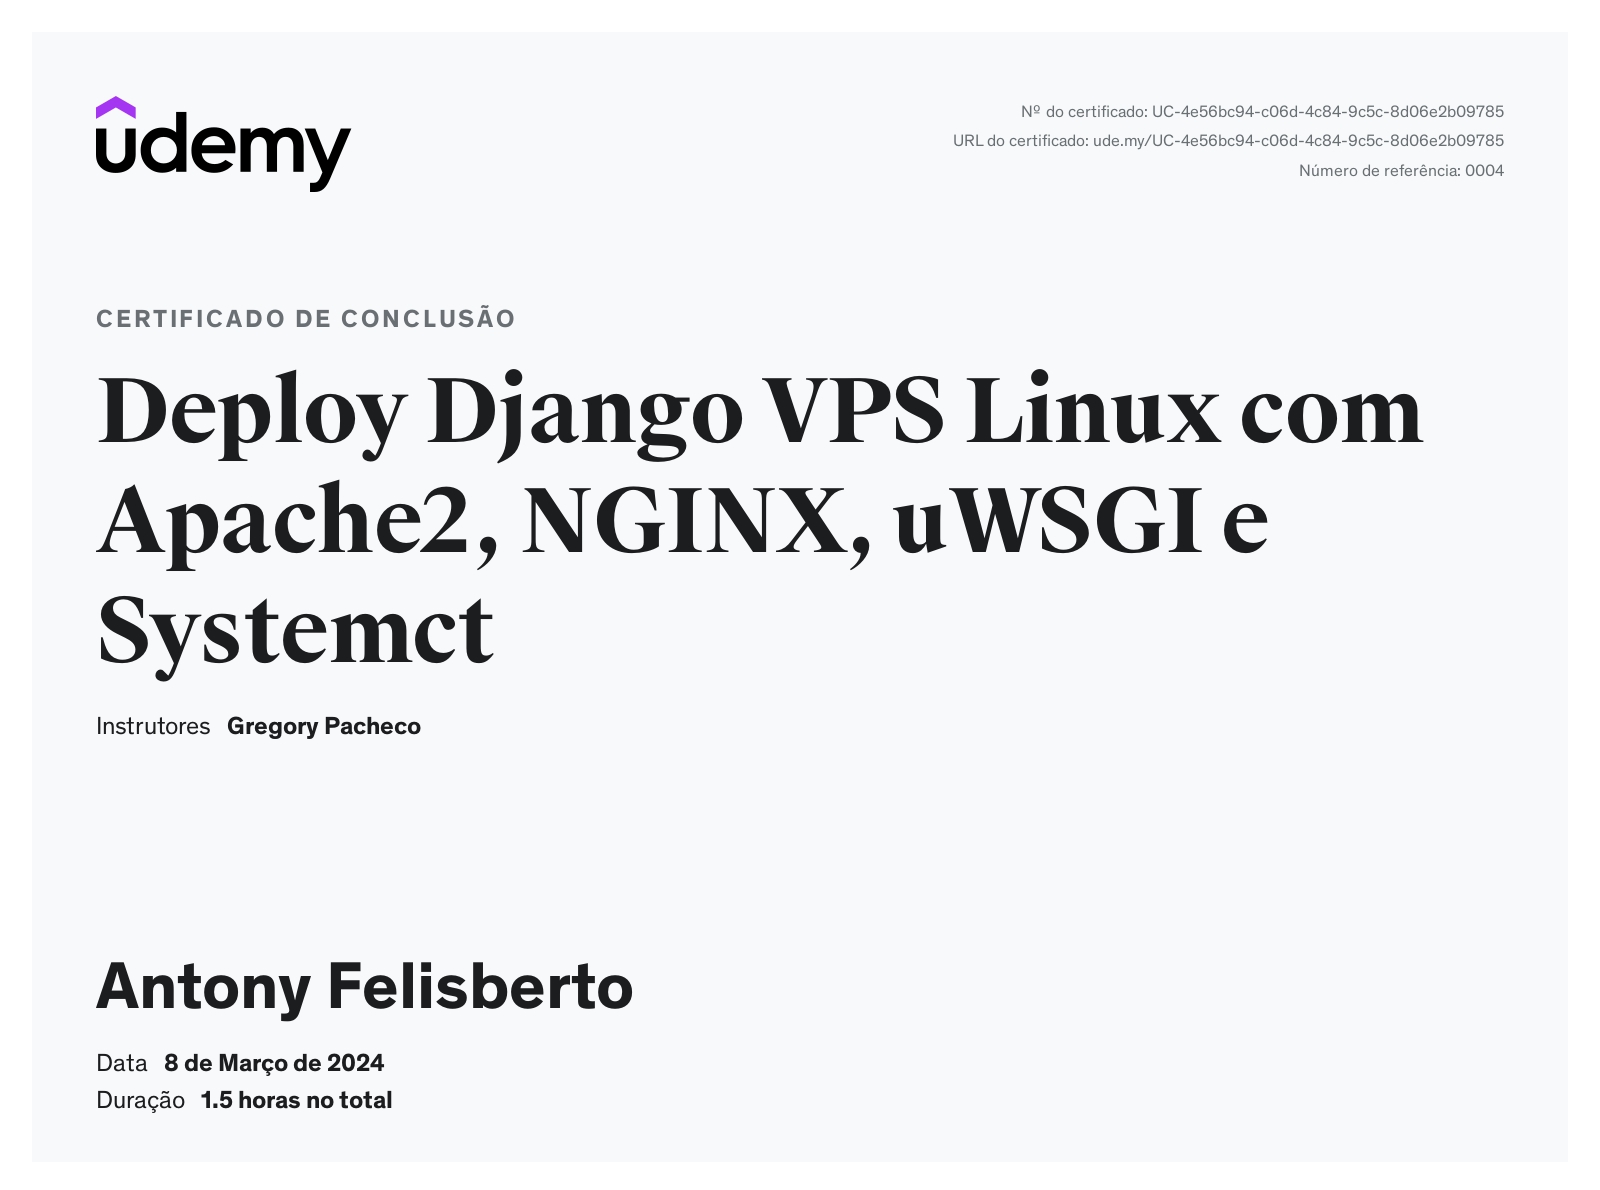 udemy
Nº do certificado: UC-4e56bc94-c06d-4c84-9c5c-8d06e2b09785
URL do certificado: ude.my/UC-4e56bc94-c06d-4c84-9c5c-8d06e2b09785
Número de referência: 0004
CERTIFICADO DE CONCLUSÃO
Deploy Django VPS Linux com
Apache2, NGINX, uWSGI e
Systemct
Instrutores Gregory Pacheco
Antony Felisberto
Data 8 de Março de 2024
Duração 1.5 horas no total